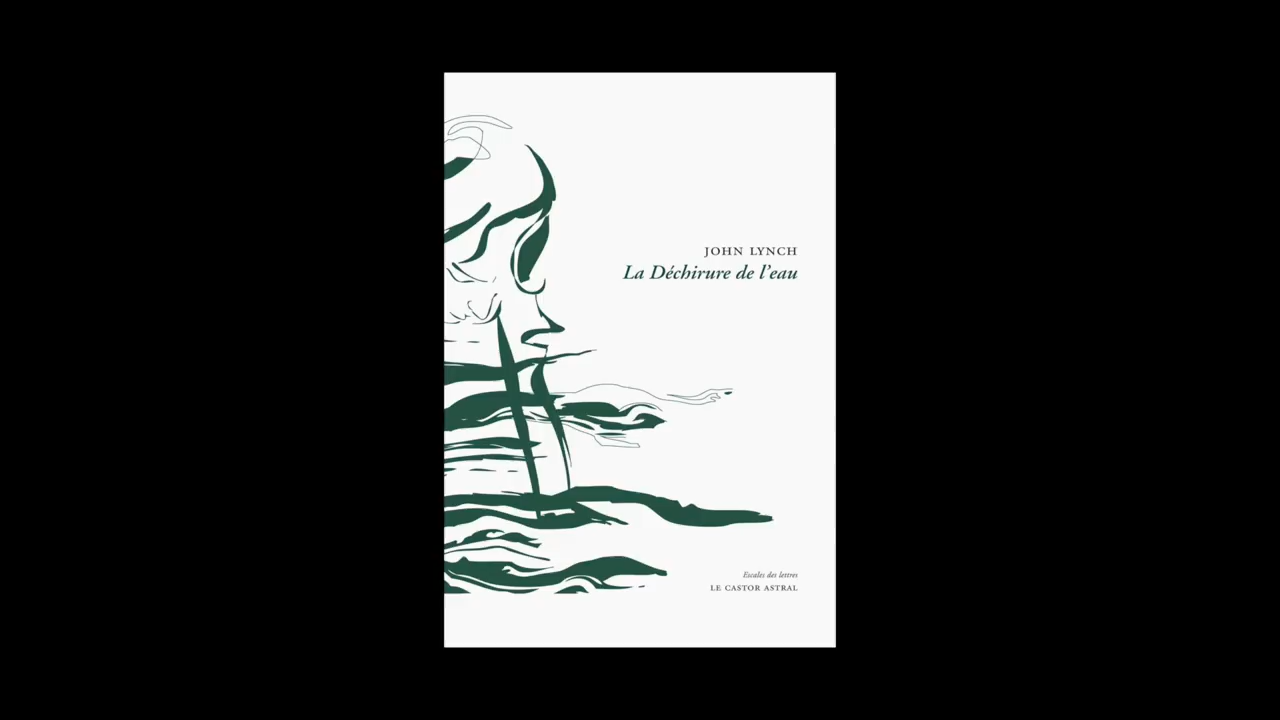 JOHN LYNCH
La Déchirure de l'eau
Escales des lettres
LE CASTOR ASTRAL